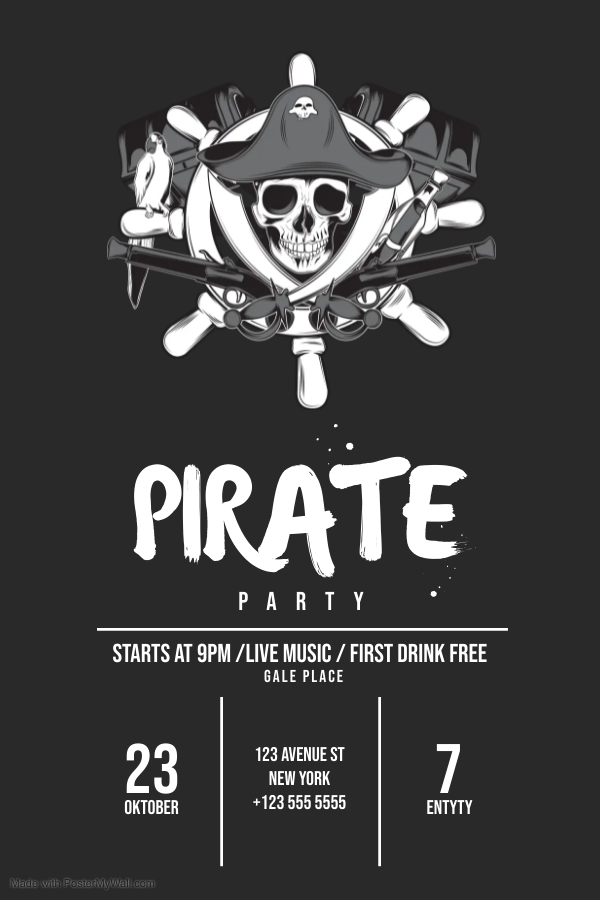 PIRATE
PARTY
STARTS AT 9PM /LIVE MUSIC / FIRST DRINK FREE
GALE PLACE
23
OKTOBER
123 AVENUE ST
NEW YORK
+123 555 5555
7
ENTYTY
Made with PosterMyWall.com